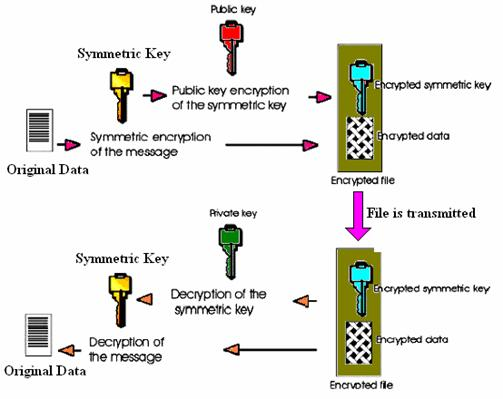 Public key
Symmetric Key
Public key encryption
of the symmetric key
Encrypted symmetric key
Symmetric encryption
of the message
Encrypted data
Original Data
Encrypted file
File is transmitted
Private key
Symmetric Key
Decryption of the
symmetric key
Encrypted symmetric key
Decryption of
the message
Encrypted data
Original Data
Encrypted file